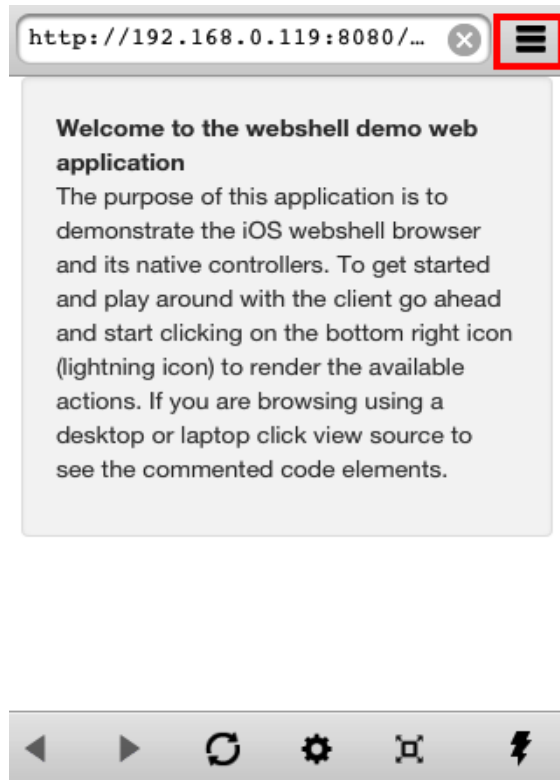 http://192.168.0.119:8080/…
Welcome to the webshell demo web
application
The purpose of this application is to
demonstrate the iOS webshell browser
and its native controllers. To get started
and play around with the client go ahead
and start clicking on the bottom right icon
(lightning icon) to render the available
actions. If you are browsing using a
desktop or laptop click view source to
see the commented code elements.